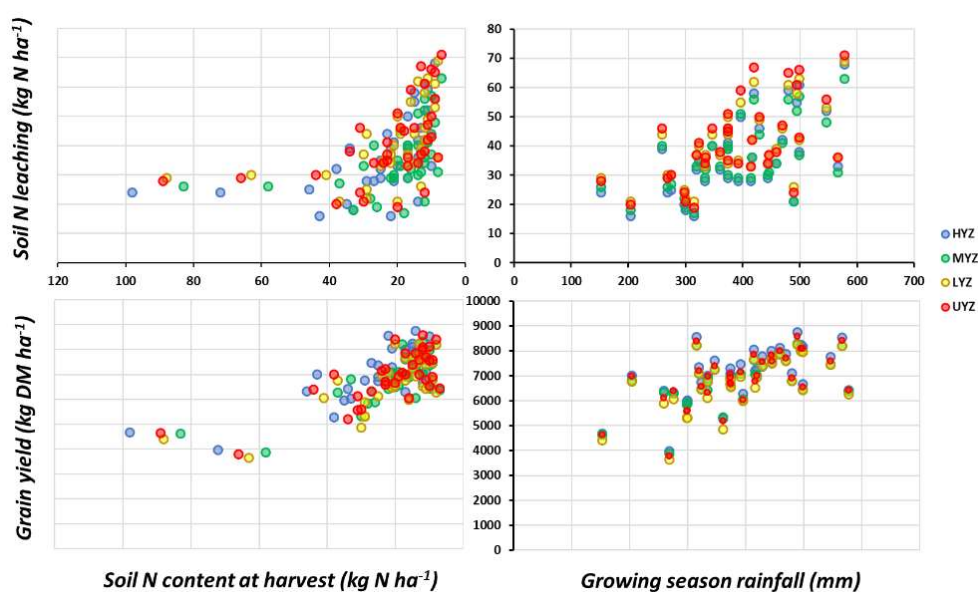 Soil N leaching (kg N ha⁻¹)
80
70
60
50
40
30
20
10
0
120 100 80 60 40 20 0
0 100 200 300 400 500 600 700
HYZ
MYZ
LYZ
UYZ
Grain yield (kg DM ha⁻¹)
10000
9000
8000
7000
6000
5000
4000
3000
2000
1000
0
Soil N content at harvest (kg N ha⁻¹)
Growing season rainfall (mm)